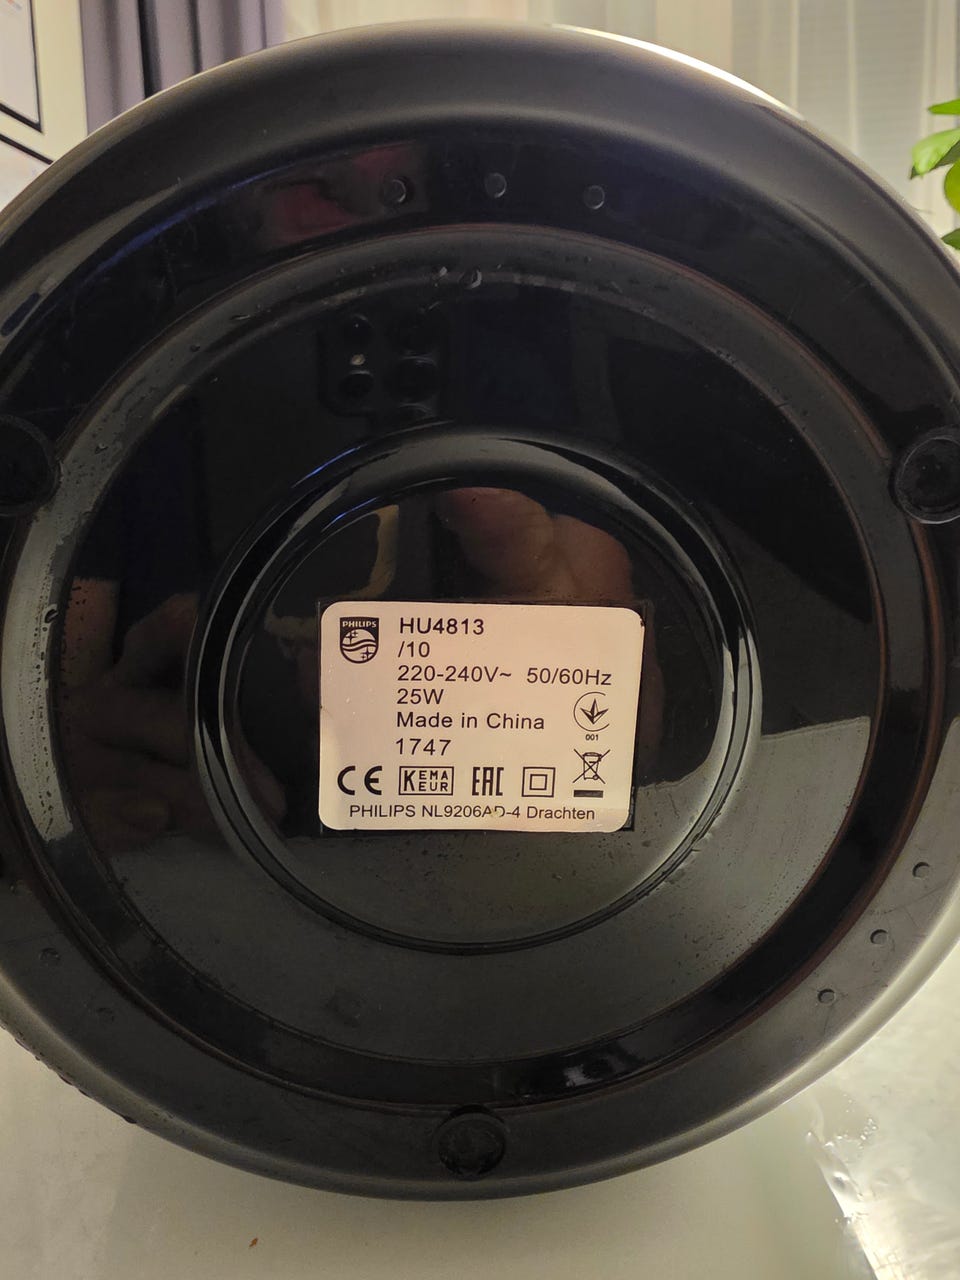 PHILIPS
HU4813
/10
220-240V~ 50/60Hz
25W
Made in China
001
1747
CE KEMA EUR EAC
PHILIPS NL9206AD-4 Drachten